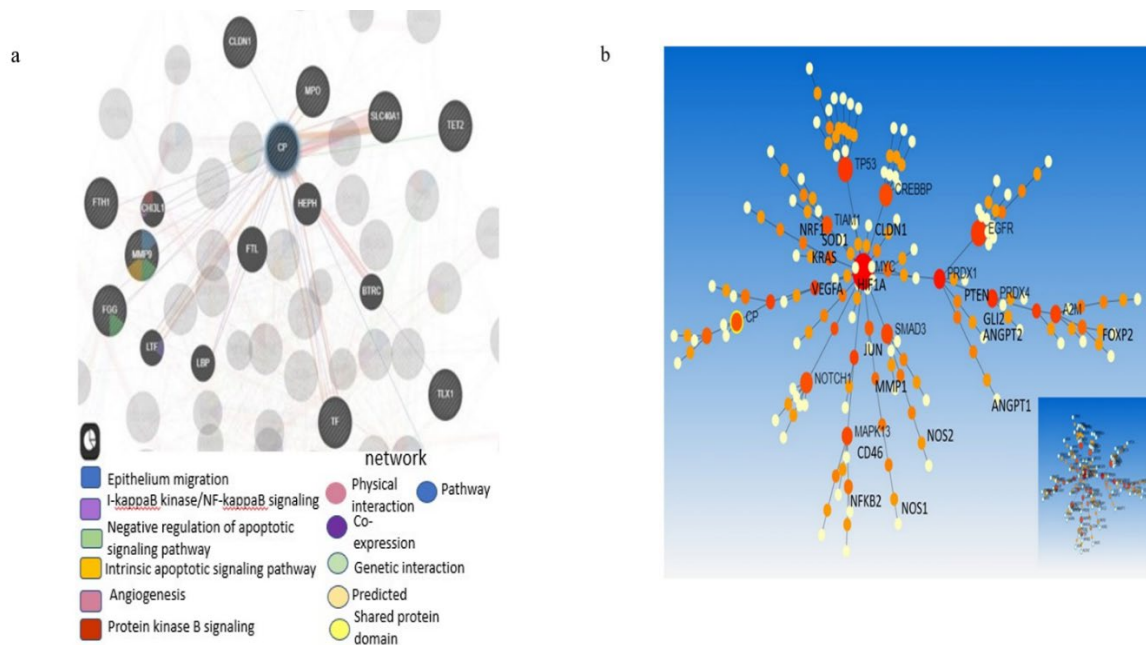 a
CLDN1
MPO
SLC40A1
TET2
CP
FTH1
CHI3L1
HEPH
MMP9
FTL
BTRC
FGG
LTF
LBP
TLX1
TF
Epithelium migration
I-kappaB kinase/NF-kappaB signaling
Negative regulation of apoptotic
signaling pathway
Intrinsic apoptotic signaling pathway
Angiogenesis
Protein kinase B signaling
network
Physical
interaction
Pathway
Co-
expression
Genetic interaction
Predicted
Shared protein
domain
b
TP53
CREBBP
TIAM1
NRF1
CLDN1
EGFR
SOD1
KRAS
MYC
PRDX1
HIF1A
VEGFA
PTEN
PRDX4
CP
GLI2
A2M
SMAD3
ANGPT2
FOXP2
JUN
NOTCH1
MMP1
ANGPT1
MAPK13
NOS2
CD46
NFKB2
NOS1